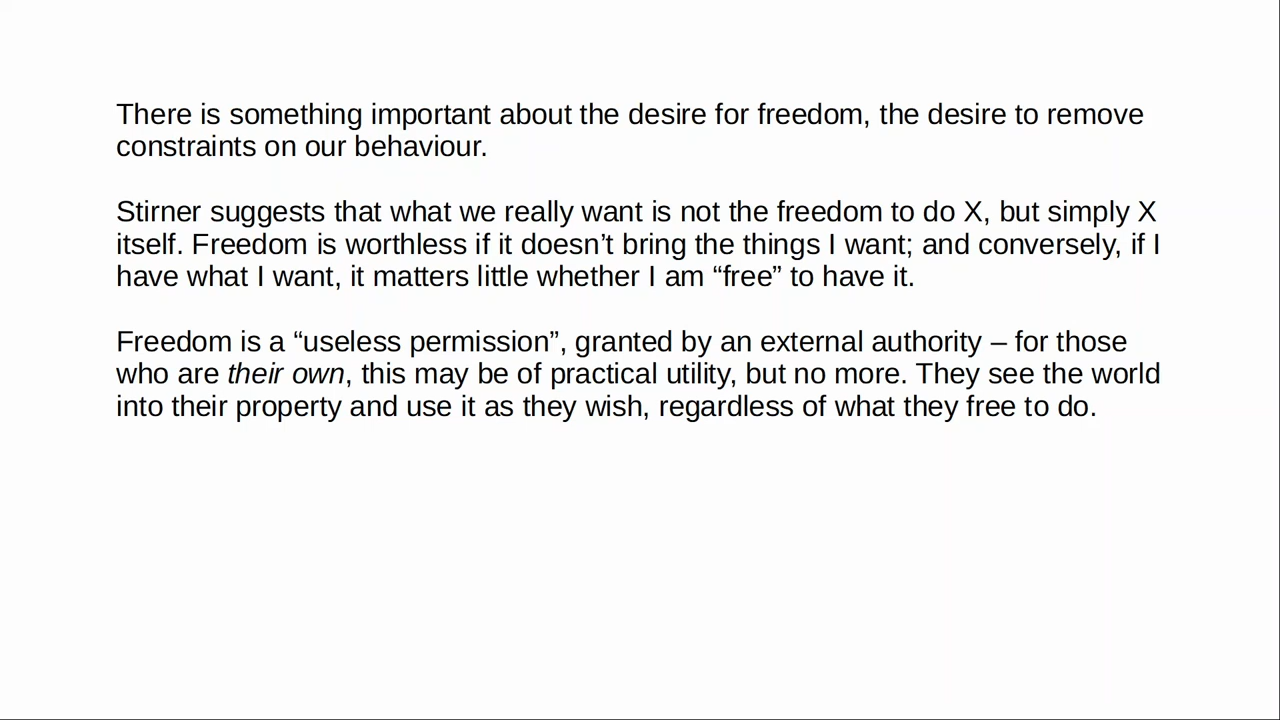 There is something important about the desire for freedom, the desire to remove
constraints on our behaviour.
Stirner suggests that what we really want is not the freedom to do X, but simply X
itself. Freedom is worthless if it doesn’t bring the things I want; and conversely, if I
have what I want, it matters little whether I am “free” to have it.
Freedom is a “useless permission”, granted by an external authority – for those
who are their own, this may be of practical utility, but no more. They see the world
into their property and use it as they wish, regardless of what they free to do.